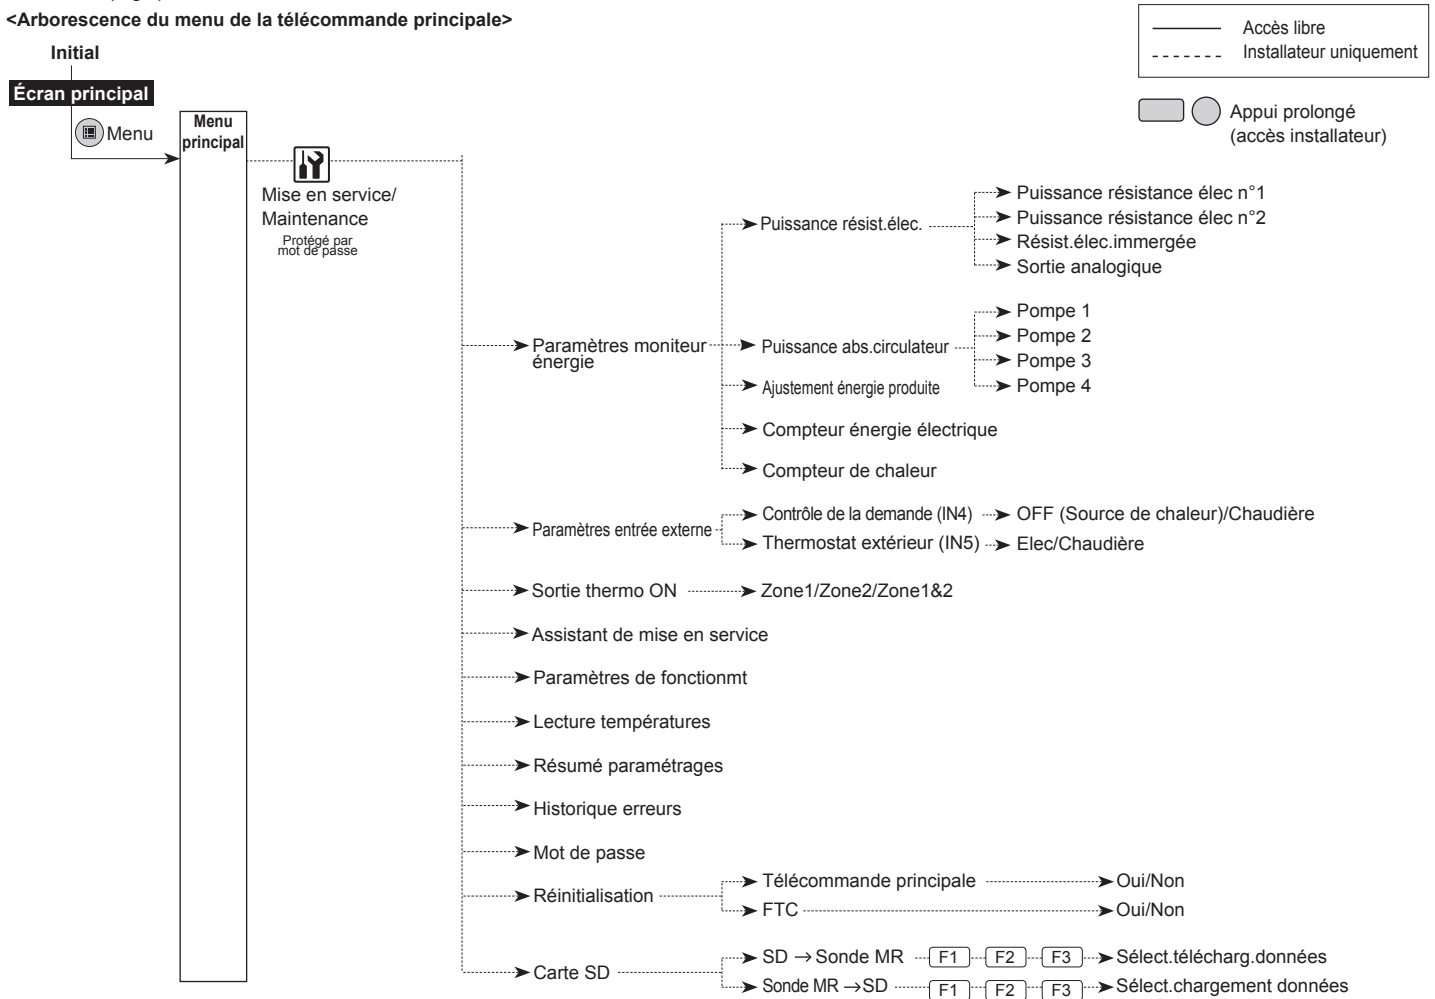 <Arborescence du menu de la télécommande principale>
Accès libre
Installateur uniquement
Appui prolongé
(accès installateur)
Initial
Écran principal
Menu
Menu
principal
Mise en service/
Maintenance
Protégé par
mot de passe
Paramètres moniteur
énergie
Puissance résist.élec.
Puissance résistance élec n°1
Puissance résistance élec n°2
Résist.élec.immergée
Sortie analogique
Puissance abs.circulateur
Pompe 1
Pompe 2
Pompe 3
Pompe 4
Ajustement énergie produite
Compteur énergie électrique
Compteur de chaleur
Paramètres entrée externe
Contrôle de la demande (IN4)
OFF (Source de chaleur)/Chaudière
Thermostat extérieur (IN5)
Elec/Chaudière
Sortie thermo ON
Zone1/Zone2/Zone1&2
Assistant de mise en service
Paramètres de fonctionmt
Lecture températures
Résumé paramétrages
Historique erreurs
Mot de passe
Réinitialisation
Télécommande principale
Oui/Non
FTC
Oui/Non
Carte SD
SD → Sonde MR
F1
F2
F3
Sélect.télécharg.données
Sonde MR →SD
F1
F2
F3
Sélect.chargement données